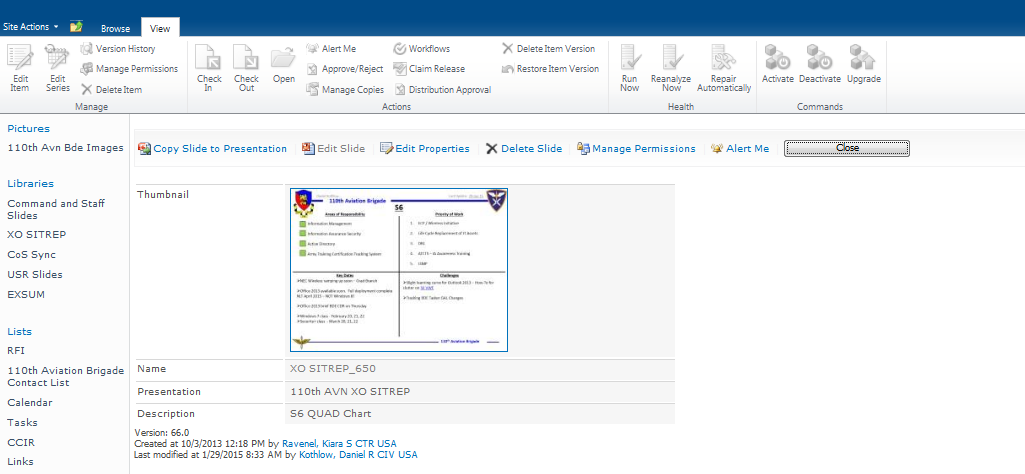 Site Actions
Browse
View
Edit Item
Edit Series
Version History
Manage Permissions
Delete Item
Manage
Check In
Check Out
Open
Alert Me
Approve/Reject
Manage Copies
Workflows
Claim Release
Distribution Approval
Delete Item Version
Restore Item Version
Actions
Run Now
Reanalyze Now
Repair Automatically
Health
Activate
Deactivate
Upgrade
Commands
Pictures
110th Avn Bde Images
Libraries
Command and Staff
Slides
XO SITREP
CoS Sync
USR Slides
EXSUM
Lists
RFI
110th Aviation Brigade
Contact List
Calendar
Tasks
CCIR
Links
Copy Slide to Presentation
Edit Slide
Edit Properties
Delete Slide
Manage Permissions
Alert Me
Close
Thumbnail
110th Aviation Brigade
S6
Areas of Responsibility
Information Management
Information Assurance Security
Active Directory
Army Training Certification Tracking System
Priority of Work
Key Dates
Challenges
110th Aviation Brigade
Name
XO SITREP_650
Presentation
110th AVN XO SITREP
Description
S6 QUAD Chart
Version: 66.0
Created at 10/3/2013 12:18 PM by Ravenel, Kiara S CTR USA
Last modified at 1/29/2015 8:33 AM by Kothlow, Daniel R CIV USA